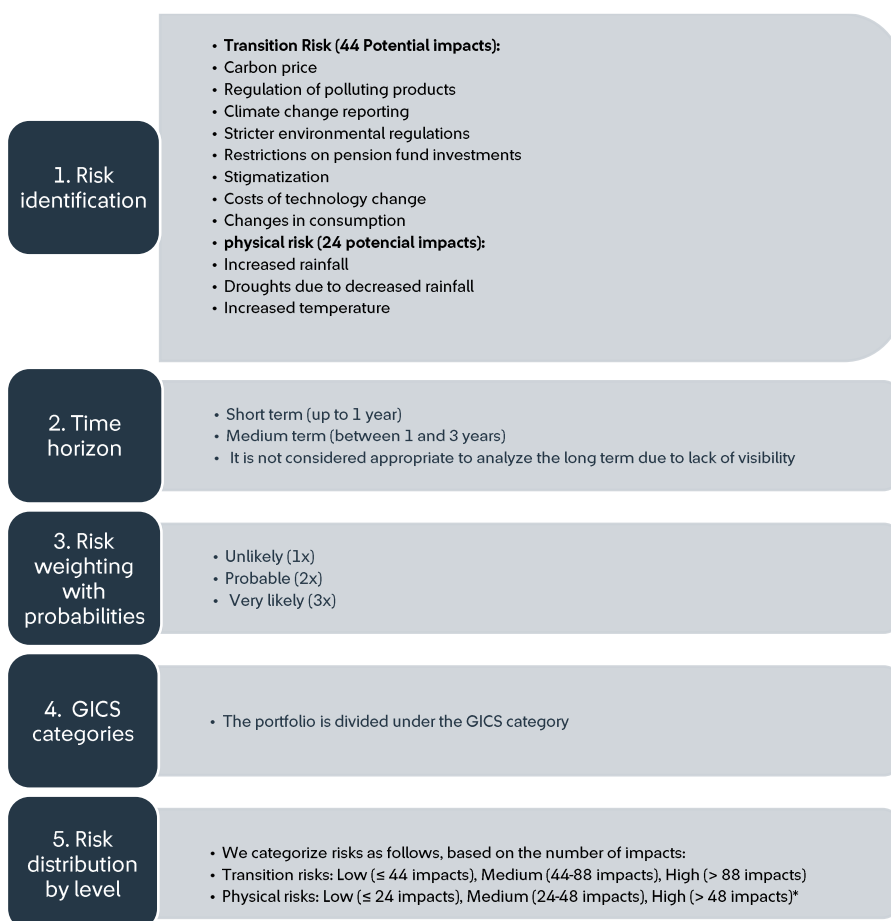 1. Risk
identification
• Transition Risk (44 Potential impacts):
• Carbon price
• Regulation of polluting products
• Climate change reporting
• Stricter environmental regulations
• Restrictions on pension fund investments
• Stigmatization
• Costs of technology change
• Changes in consumption
• physical risk (24 potencial impacts):
• Increased rainfall
• Droughts due to decreased rainfall
• Increased temperature
2. Time
horizon
• Short term (up to 1 year)
• Medium term (between 1 and 3 years)
• It is not considered appropriate to analyze the long term due to lack of visibility
3. Risk
weighting
with
probabilities
• Unlikely (1x)
• Probable (2x)
• Very likely (3x)
4. GICS
categories
• The portfolio is divided under the GICS category
5. Risk
distribution
by level
• We categorize risks as follows, based on the number of impacts:
• Transition risks: Low (≤ 44 impacts), Medium (44-88 impacts), High (> 88 impacts)
• Physical risks: Low (≤ 24 impacts), Medium (24-48 impacts), High (> 48 impacts)*